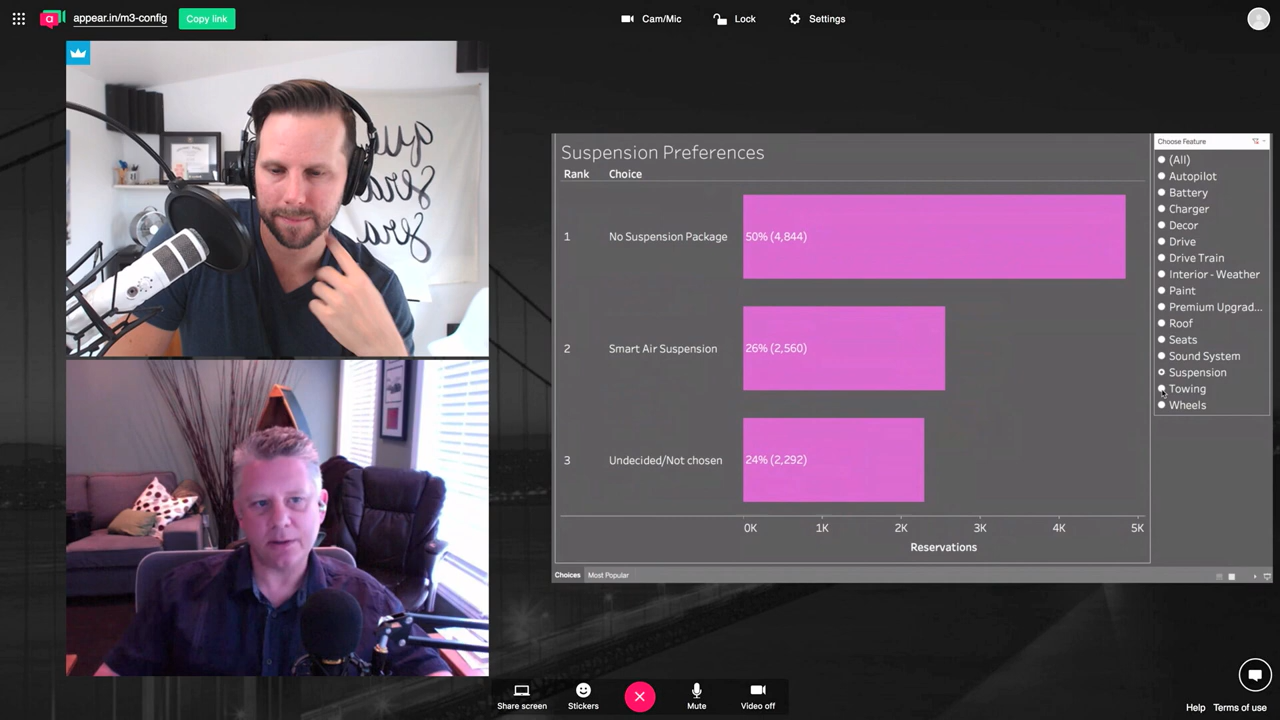 appear.in/m3-config
Copy link
Cam/Mic
Lock
Settings
que
sera
sera
Suspension Preferences
Rank Choice
1 No Suspension Package 50% (4,844)
2 Smart Air Suspension 26% (2,560)
3 Undecided/Not chosen 24% (2,292)
0K 1K 2K 3K 4K 5K
Reservations
Choices Most Popular
Choose Feature
(All)
Autopilot
Battery
Charger
Decor
Drive
Drive Train
Interior - Weather
Paint
Premium Upgrad...
Roof
Seats
Sound System
Suspension
Towing
Wheels
Share screen
Stickers
Mute
Video off
Help Terms of use